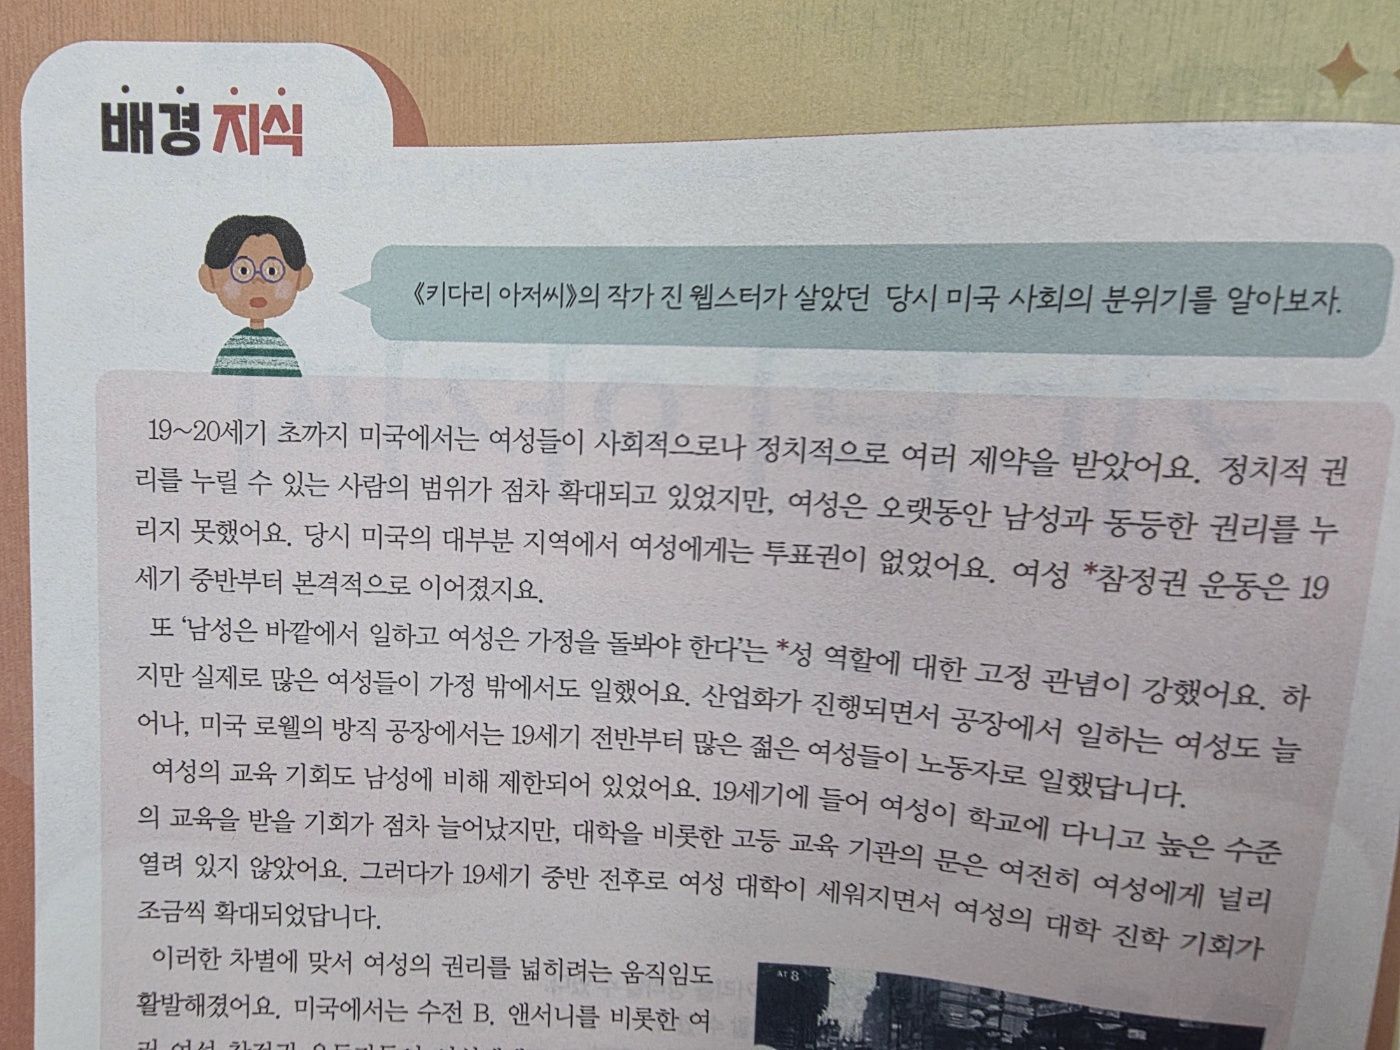 배경 지식
《키다리 아저씨》의 작가 진 웹스터가 살았던 당시 미국 사회의 분위기를 알아보자.
19~20세기 초까지 미국에서는 여성들이 사회적으로나 정치적으로 여러 제약을 받았어요. 정치적 권
리를 누릴 수 있는 사람의 범위가 점차 확대되고 있었지만, 여성은 오랫동안 남성과 동등한 권리를 누
리지 못했어요. 당시 미국의 대부분 지역에서 여성에게는 투표권이 없었어요. 여성 *참정권 운동은 19
세기 중반부터 본격적으로 이어졌지요.
또 '남성은 바깥에서 일하고 여성은 가정을 돌봐야 한다'는 *성 역할에 대한 고정 관념이 강했어요. 하
지만 실제로 많은 여성들이 가정 밖에서도 일했어요. 산업화가 진행되면서 공장에서 일하는 여성도 늘
어나, 미국 로웰의 방직 공장에서는 19세기 전반부터 많은 젊은 여성들이 노동자로 일했답니다.
여성의 교육 기회도 남성에 비해 제한되어 있었어요. 19세기에 들어 여성이 학교에 다니고 높은 수준
의 교육을 받을 기회가 점차 늘어났지만, 대학을 비롯한 고등 교육 기관의 문은 여전히 여성에게 널리
열려 있지 않았어요. 그러다가 19세기 중반 전후로 여성 대학이 세워지면서 여성의 대학 진학 기회가
조금씩 확대되었답니다.
이러한 차별에 맞서 여성의 권리를 넓히려는 움직임도
활발해졌어요. 미국에서는 수전 B. 앤서니를 비롯한 여
AT 8